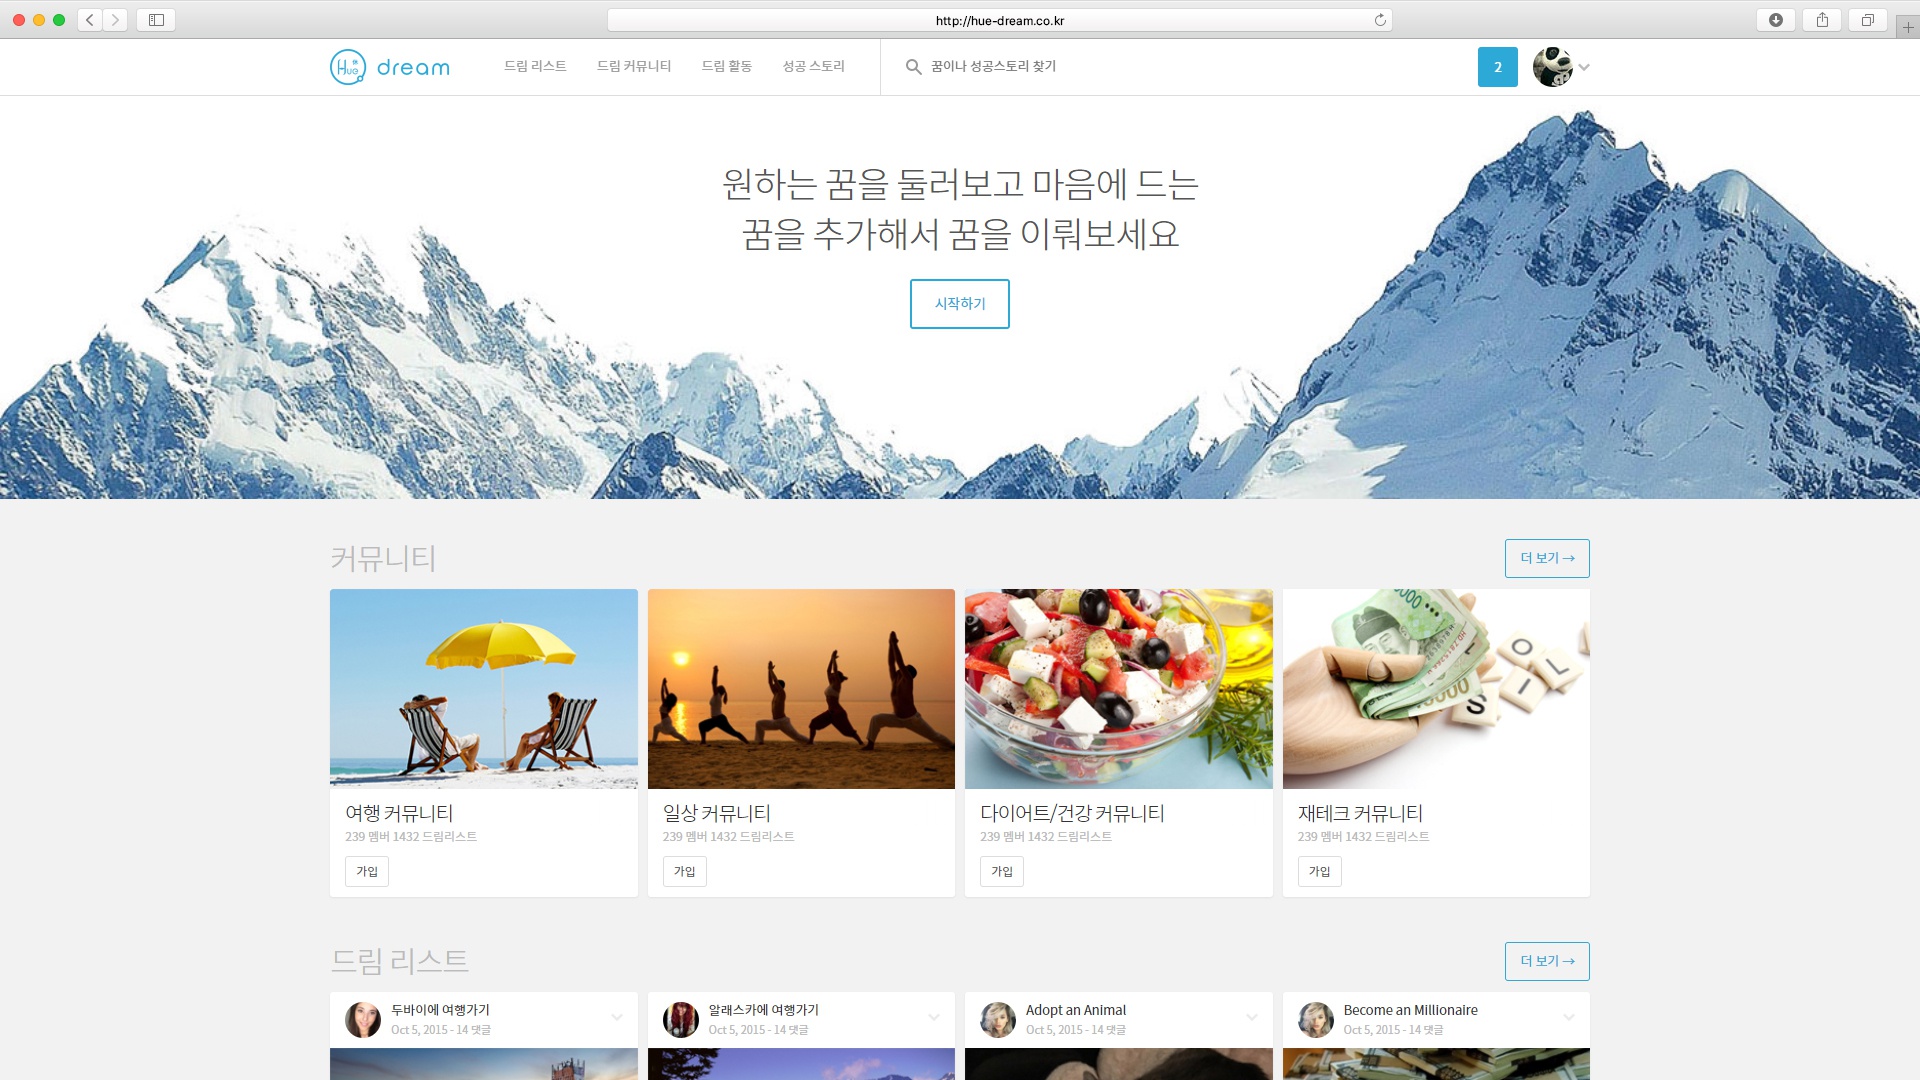 http://hue-dream.co.kr
Hue dream
드림 리스트
드림 커뮤니티
드림 활동
성공 스토리
꿈이나 성공스토리 찾기
2
원하는 꿈을 둘러보고 마음에 드는
꿈을 추가해서 꿈을 이뤄보세요
시작하기
커뮤니티
더 보기 →
여행 커뮤니티
239 멤버 1432 드림리스트
가입
일상 커뮤니티
239 멤버 1432 드림리스트
가입
다이어트/건강 커뮤니티
239 멤버 1432 드림리스트
가입
O
L
I
S
재테크 커뮤니티
239 멤버 1432 드림리스트
가입
드림 리스트
더 보기 →
두바이에 여행가기
Oct 5, 2015 - 14 댓글
알래스카에 여행가기
Oct 5, 2015 - 14 댓글
Adopt an Animal
Oct 5, 2015 - 14 댓글
Become an Millionaire
Oct 5, 2015 - 14 댓글